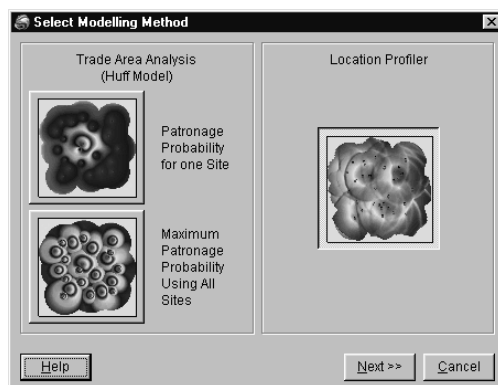 Select Modelling Method
Trade Area Analysis
(Huff Model)
Patronage
Probability
for one Site
Maximum
Patronage
Probability
Using All
Sites
Location Profiler
Help
Next >>
Cancel